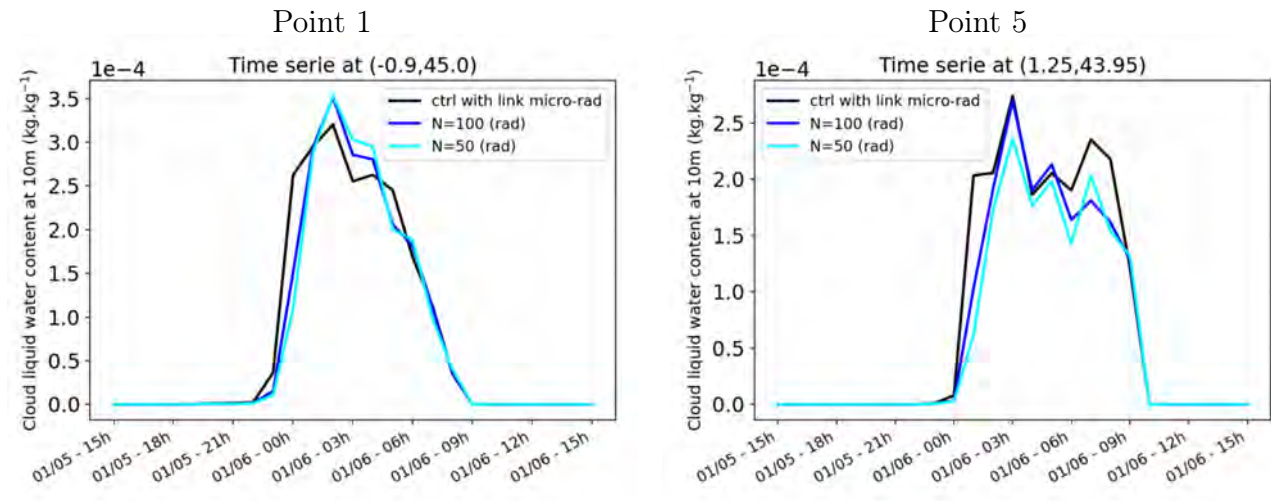 Point 1
Point 5
1e−4
Time serie at (-0.9,45.0)
Cloud liquid water content at 10m (kg.kg⁻¹)
3.5
3.0
2.5
2.0
1.5
1.0
0.5
0.0
ctrl with link micro-rad
N=100 (rad)
N=50 (rad)
01/05 - 15h
01/05 - 18h
01/05 - 21h
01/06 - 00h
01/06 - 03h
01/06 - 06h
01/06 - 09h
01/06 - 12h
01/06 - 15h
1e−4
Time serie at (1.25,43.95)
Cloud liquid water content at 10m (kg.kg⁻¹)
2.5
2.0
1.5
1.0
0.5
0.0
ctrl with link micro-rad
N=100 (rad)
N=50 (rad)
01/05 - 15h
01/05 - 18h
01/05 - 21h
01/06 - 00h
01/06 - 03h
01/06 - 06h
01/06 - 09h
01/06 - 12h
01/06 - 15h